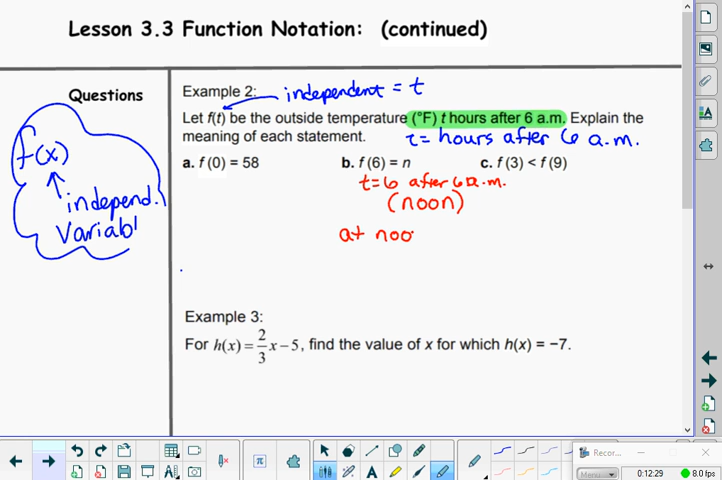 Lesson 3.3 Function Notation: (continued)
Questions
Example 2:
independent = t
Let f(t) be the outside temperature (°F) t hours after 6 a.m. Explain the
meaning of each statement.
t = hours after 6 a.m.
a. f (0) = 58
b. f (6) = n
c. f (3) < f (9)
t=6 after 6 a.m.
(noon)
at noo
f(x)
independ.
Variabl
Example 3:
For h(x) = 2/3 x − 5, find the value of x for which h(x) = −7.
Recor...
Menu
0:12:29
8.0 fps